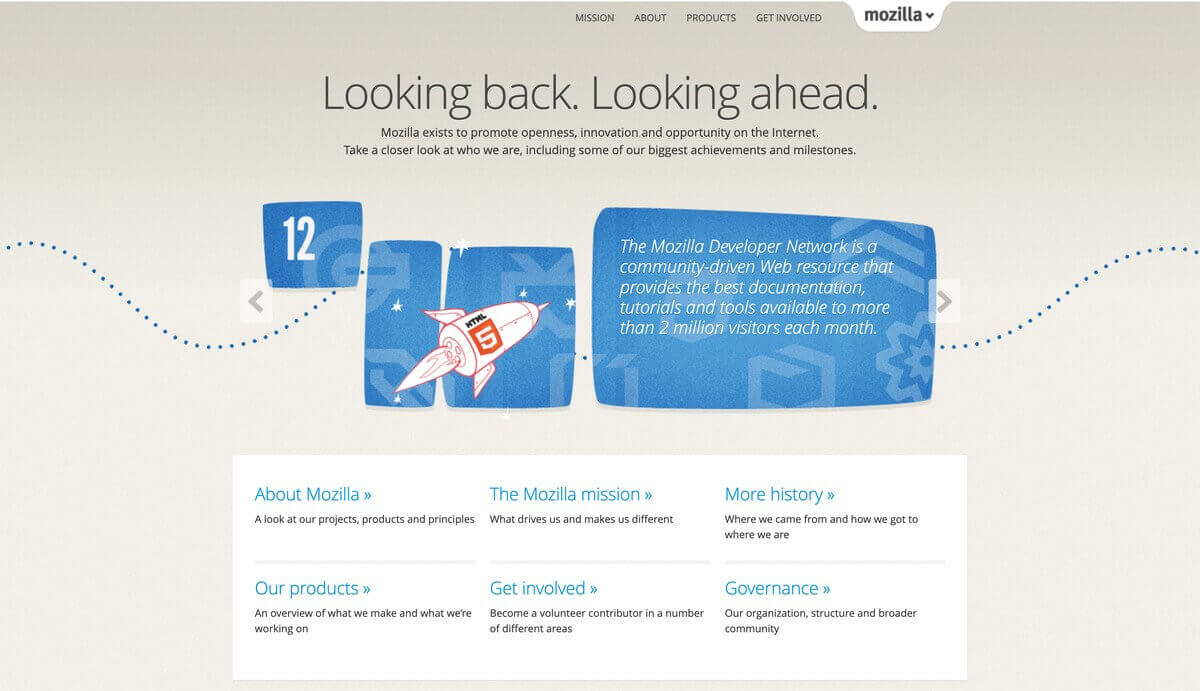 MISSION ABOUT PRODUCTS GET INVOLVED mozilla
Looking back. Looking ahead.
Mozilla exists to promote openness, innovation and opportunity on the Internet.
Take a closer look at who we are, including some of our biggest achievements and milestones.
12
The Mozilla Developer Network is a
community-driven Web resource that
provides the best documentation,
tutorials and tools available to more
than 2 million visitors each month.
HTML
5
About Mozilla »
A look at our projects, products and principles
The Mozilla mission »
What drives us and makes us different
More history »
Where we came from and how we got to
where we are
Our products »
An overview of what we make and what we're
working on
Get involved »
Become a volunteer contributor in a number
of different areas
Governance »
Our organization, structure and broader
community